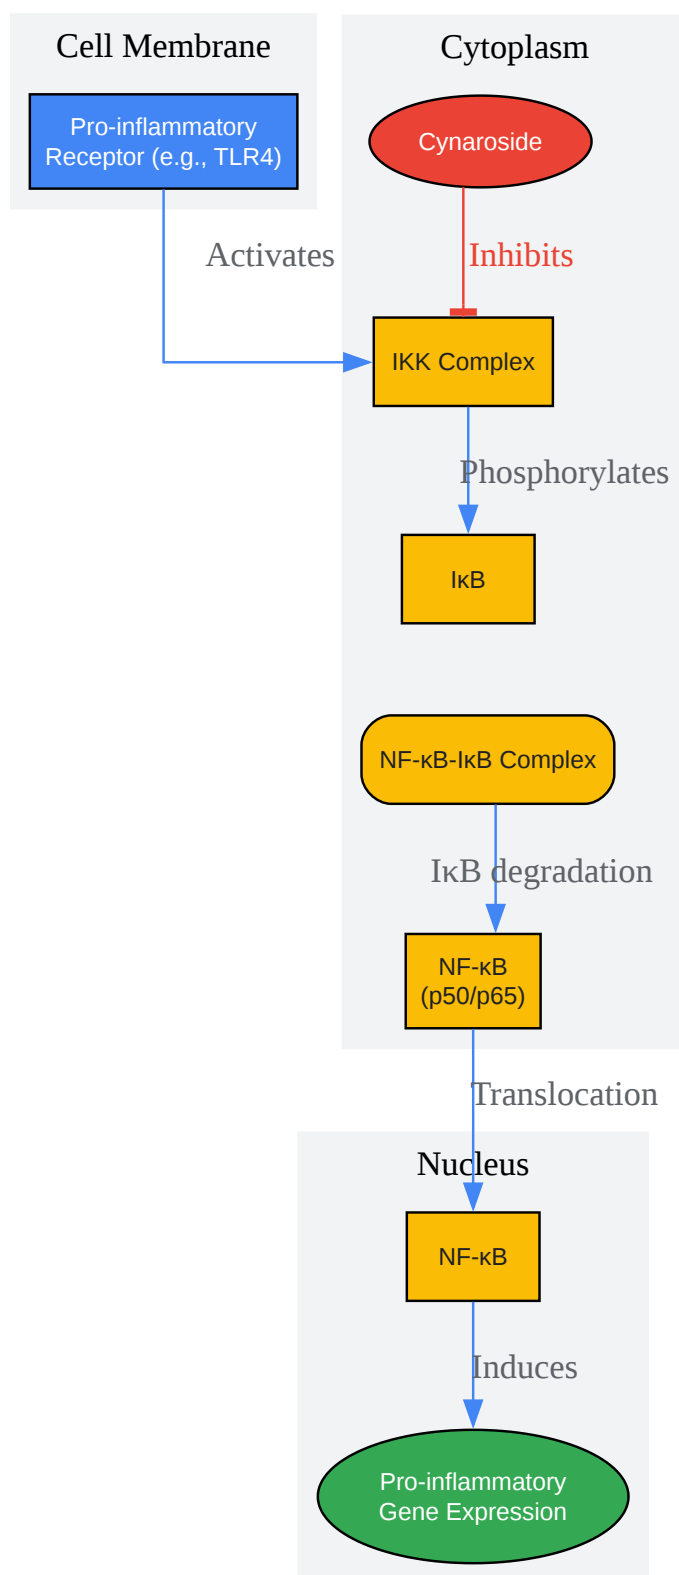 Cell Membrane
Cytoplasm
Pro-inflammatory
Receptor (e.g., TLR4)
Cynaroside
Activates
Inhibits
IKK Complex
Phosphorylates
IκB
NF-κB-IκB Complex
IκB degradation
NF-κB
(p50/p65)
Translocation
Nucleus
NF-κB
Induces
Pro-inflammatory
Gene Expression